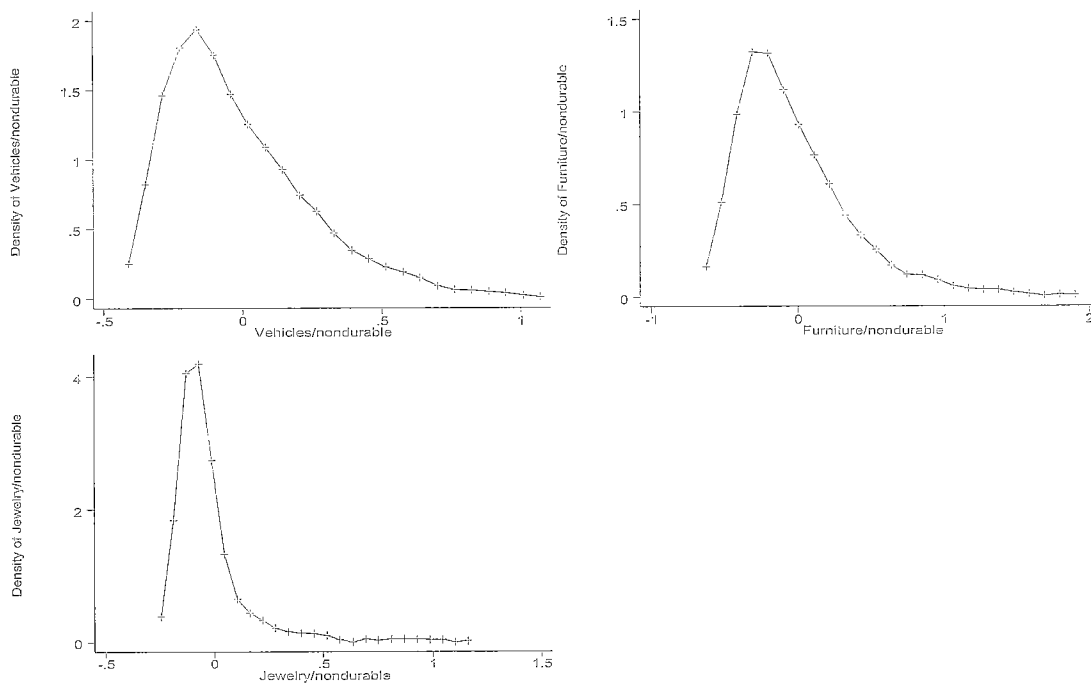 Density of Vehicles/nondurable
2
1.5
1
.5
0
-.5 0 .5 1
Vehicles/nondurable
Density of Furniture/nondurable
1.5
1
.5
0
-1 0 1 2
Furniture/nondurable
Density of Jewelry/nondurable
4
2
0
-.5 0 .5 1 1.5
Jewelry/nondurable